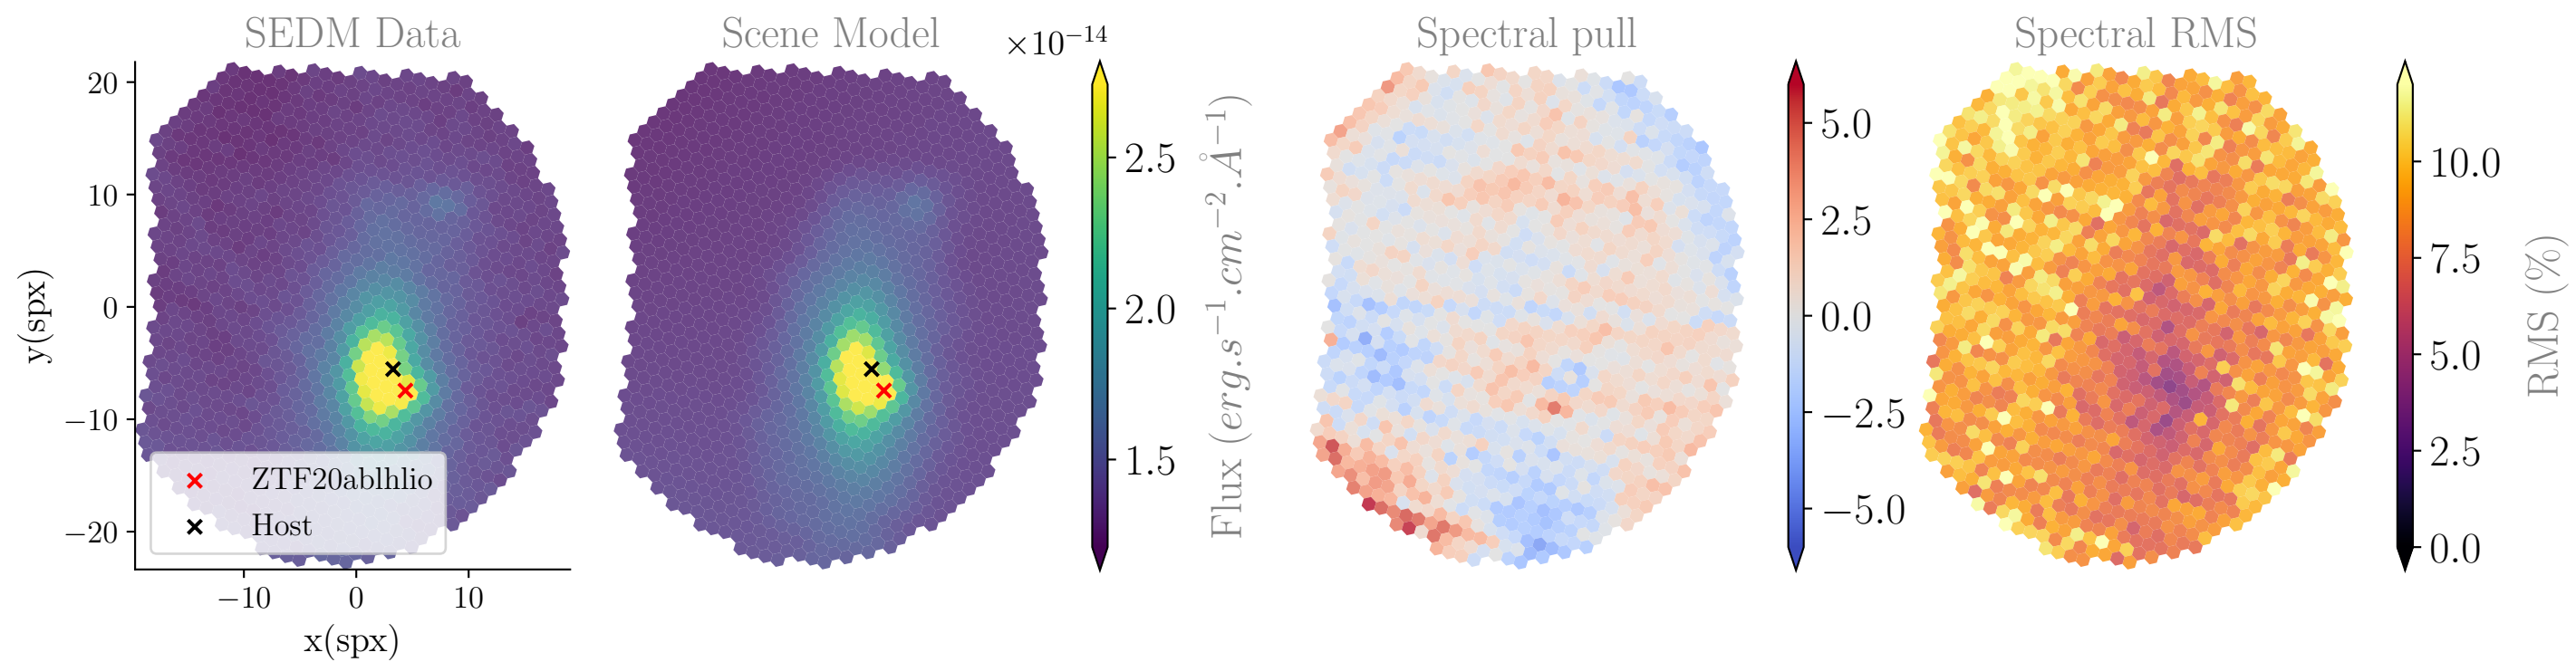 SEDM Data
Scene Model
×10⁻¹⁴
Spectral pull
Spectral RMS
20
10
0
−10
−20
y(spx)
−10 0 10
x(spx)
ZTF20ablhlio
Host
2.5
2.0
1.5
Flux (erg.s⁻¹.cm⁻².Å⁻¹)
5.0
2.5
0.0
−2.5
−5.0
10.0
7.5
5.0
2.5
0.0
RMS (%)